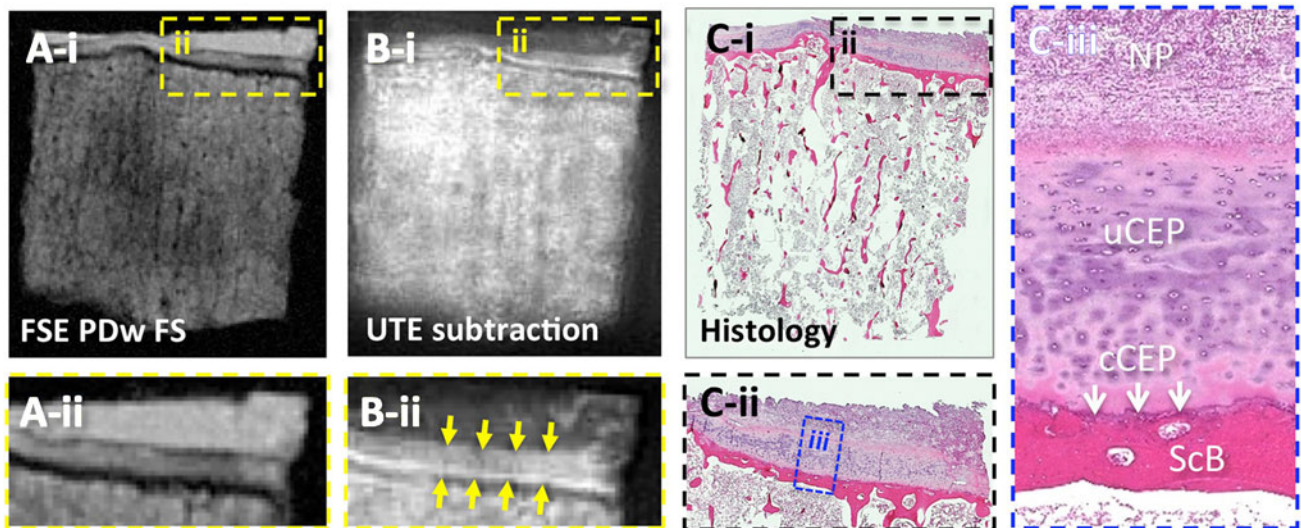 A-i
ii
FSE PDw FS
B-i
ii
UTE subtraction
C-i
ii
Histology
C-iii
NP
uCEP
cCEP
ScB
A-ii
B-ii
C-ii
iii